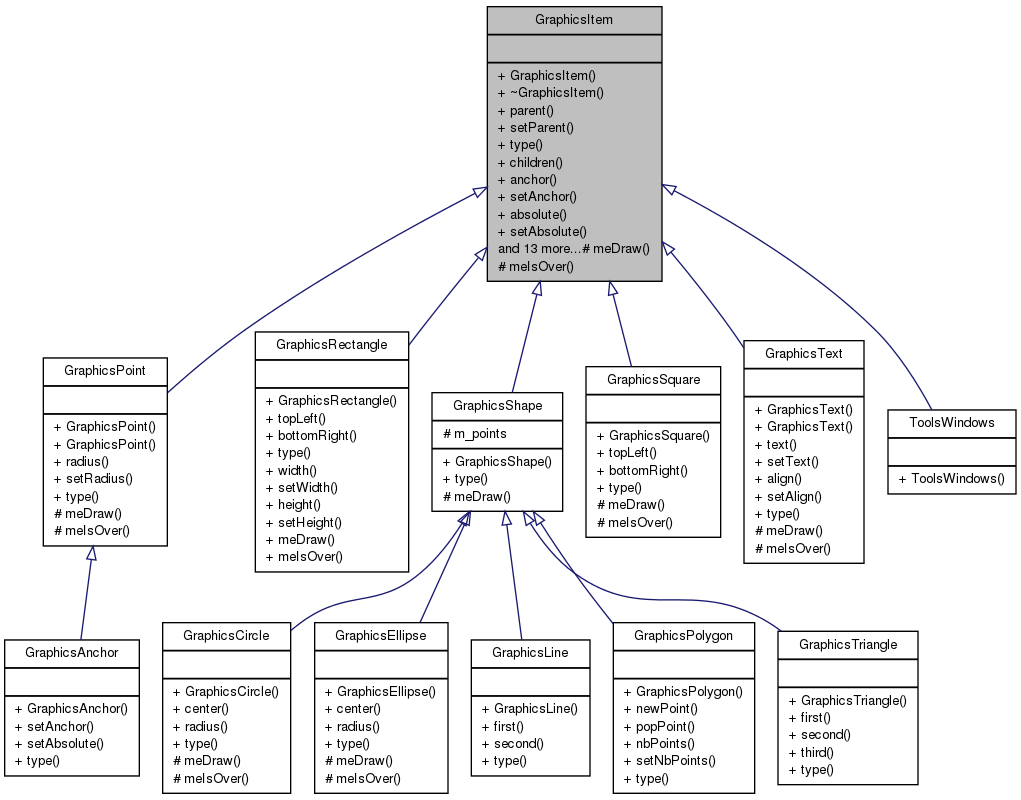 GraphicsItem
+ GraphicsItem()
+ ~GraphicsItem()
+ parent()
+ setParent()
+ type()
+ children()
+ anchor()
+ setAnchor()
+ absolute()
+ setAbsolute()
and 13 more...# meDraw()
# meIsOver()
GraphicsPoint
+ GraphicsPoint()
+ GraphicsPoint()
+ radius()
+ setRadius()
+ type()
# meDraw()
# meIsOver()
GraphicsRectangle
+ GraphicsRectangle()
+ topLeft()
+ bottomRight()
+ type()
+ width()
+ setWidth()
+ height()
+ setHeight()
+ meDraw()
+ meIsOver()
GraphicsShape
# m_points
+ GraphicsShape()
+ type()
# meDraw()
GraphicsSquare
+ GraphicsSquare()
+ topLeft()
+ bottomRight()
+ type()
# meDraw()
# meIsOver()
GraphicsText
+ GraphicsText()
+ GraphicsText()
+ text()
+ setText()
+ align()
+ setAlign()
+ type()
# meDraw()
# meIsOver()
ToolsWindows
+ ToolsWindows()
GraphicsAnchor
+ GraphicsAnchor()
+ setAnchor()
+ setAbsolute()
+ type()
GraphicsCircle
+ GraphicsCircle()
+ center()
+ radius()
+ type()
# meDraw()
# meIsOver()
GraphicsEllipse
+ GraphicsEllipse()
+ center()
+ radius()
+ type()
# meDraw()
# meIsOver()
GraphicsLine
+ GraphicsLine()
+ first()
+ second()
+ type()
GraphicsPolygon
+ GraphicsPolygon()
+ newPoint()
+ popPoint()
+ nbPoints()
+ setNbPoints()
+ type()
GraphicsTriangle
+ GraphicsTriangle()
+ first()
+ second()
+ third()
+ type()